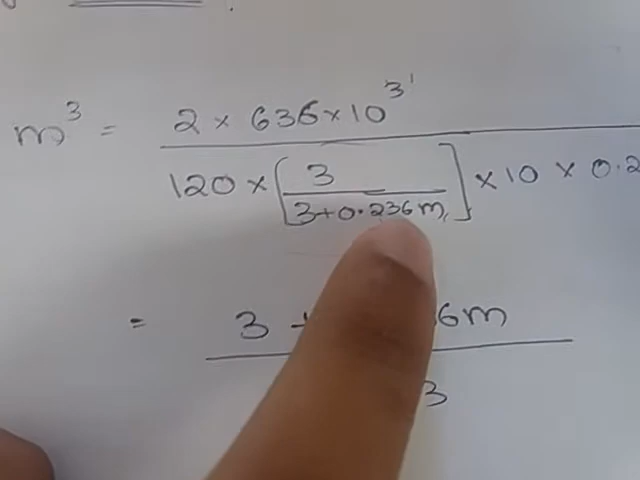 m³ = 2 × 636 × 10³
120 × [ 3 / 3+0.236m ] × 10 × 0.2
= 3 + 6m
3